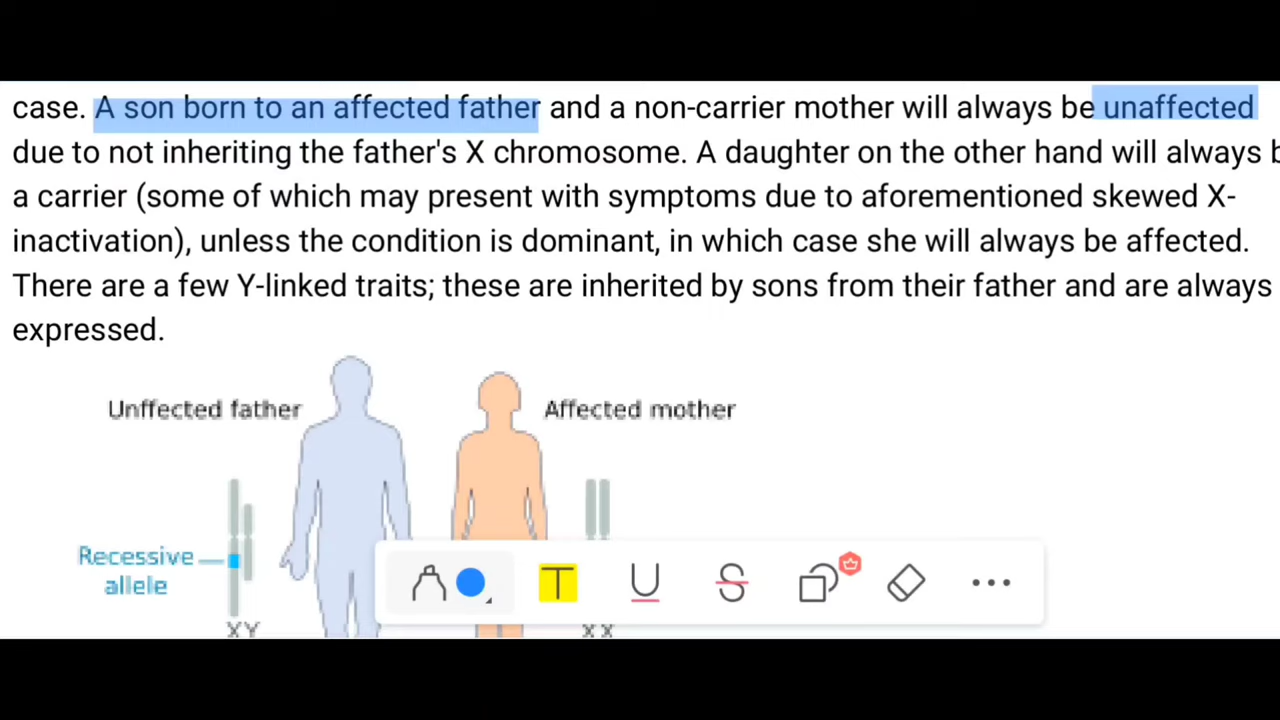 case. A son born to an affected father and a non-carrier mother will always be unaffected
due to not inheriting the father's X chromosome. A daughter on the other hand will always b
a carrier (some of which may present with symptoms due to aforementioned skewed X-
inactivation), unless the condition is dominant, in which case she will always be affected.
There are a few Y-linked traits; these are inherited by sons from their father and are always
expressed.
Unffected father
Affected mother
Recessive
allele
XY
XX
T
U
S